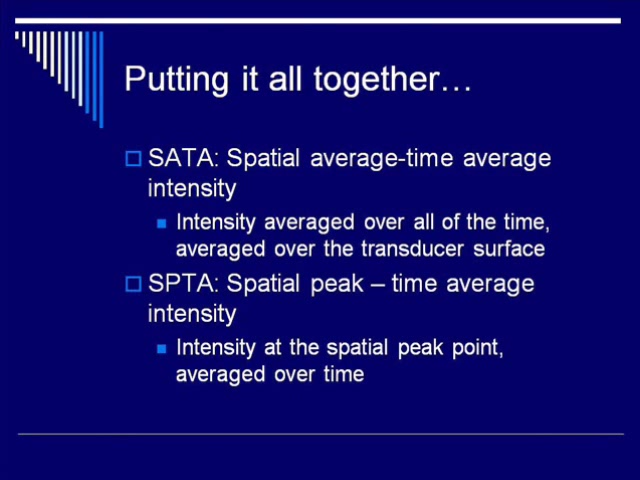 Putting it all together…
SATA: Spatial average-time average
intensity
Intensity averaged over all of the time,
averaged over the transducer surface
SPTA: Spatial peak – time average
intensity
Intensity at the spatial peak point,
averaged over time